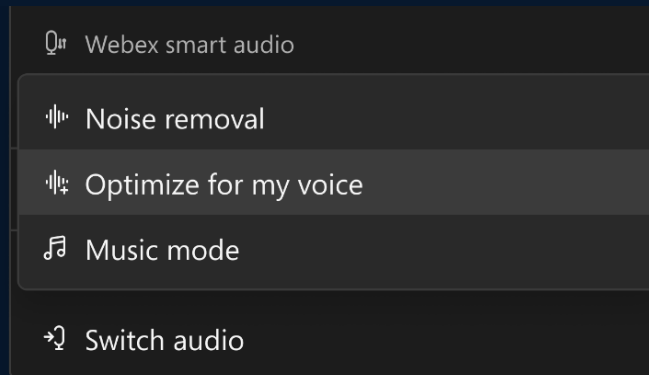 Webex smart audio
Noise removal
Optimize for my voice
Music mode
Switch audio